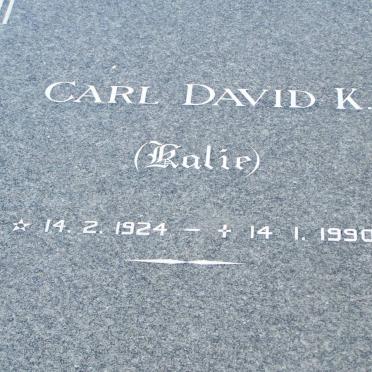 CARL DAVID K.
(Kalie)
☆ 14. 2. 1924 – ✝ 14 1. 1990